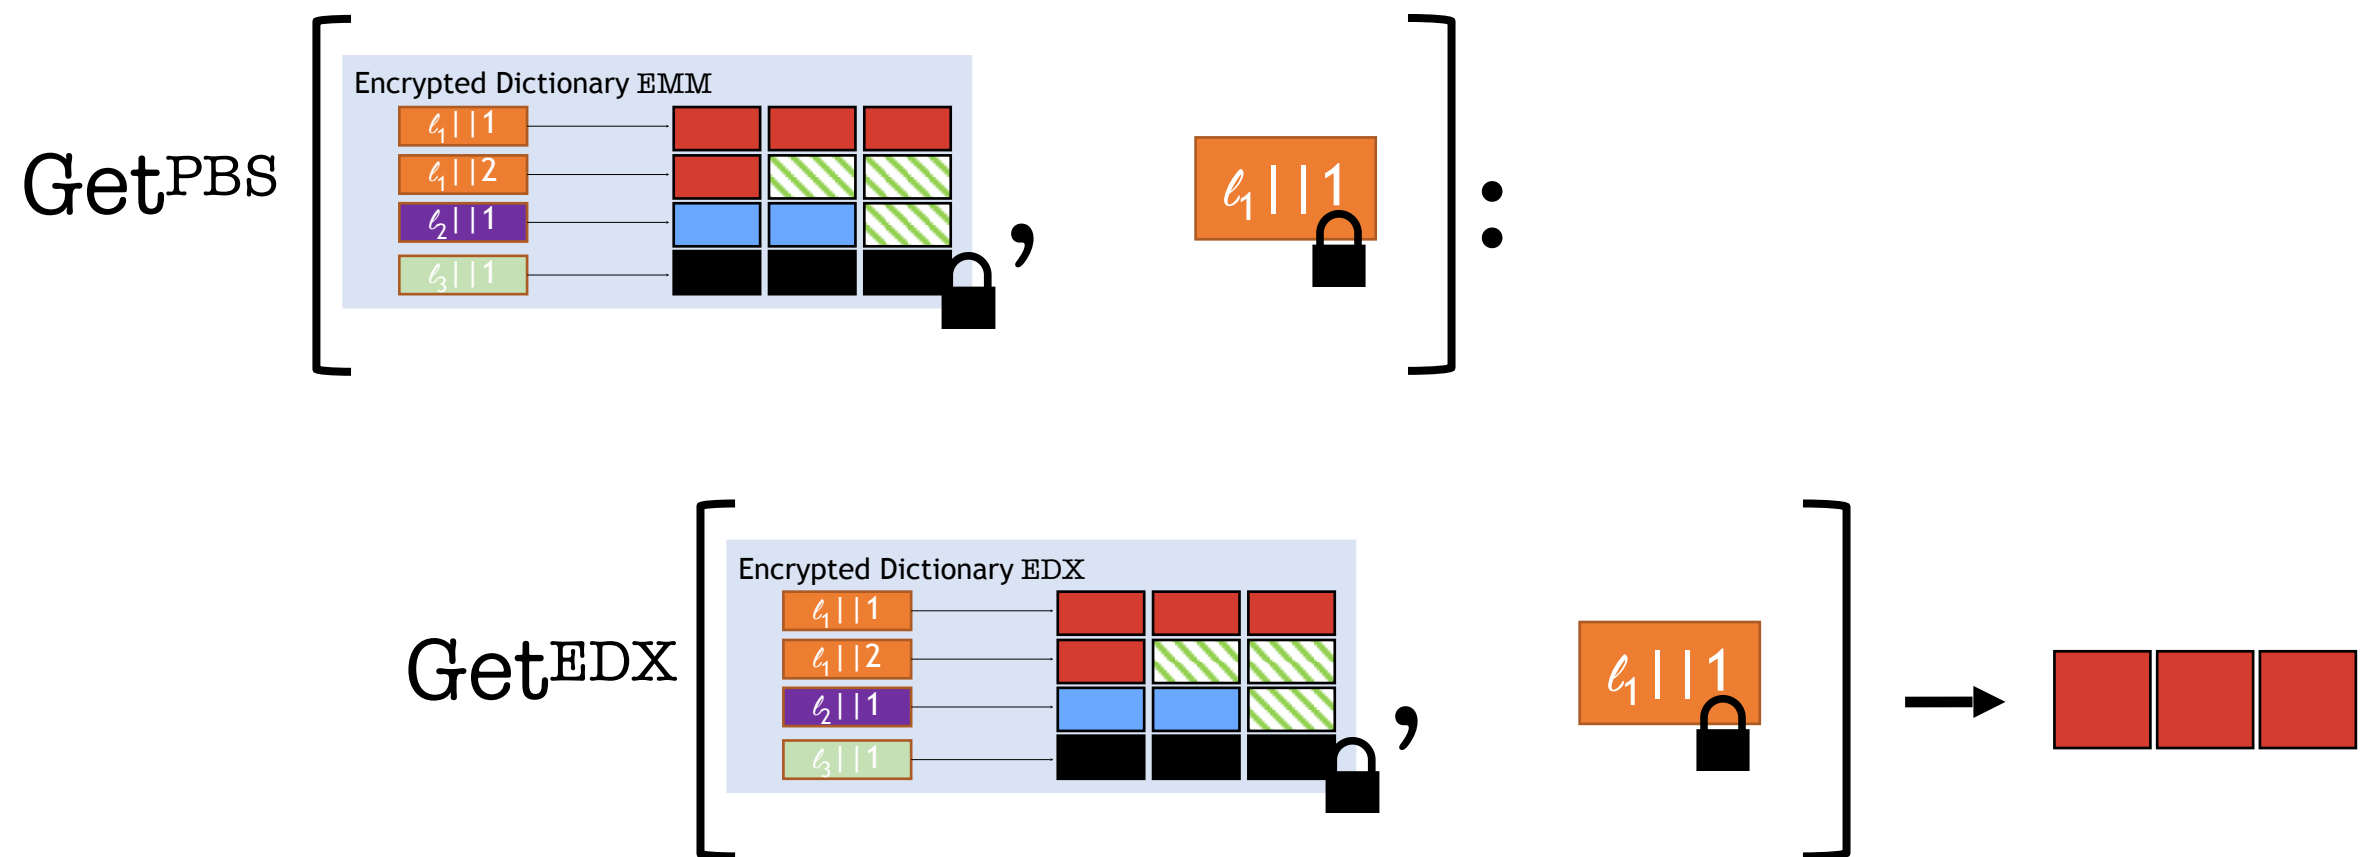 Get^PBS
Encrypted Dictionary EMM
ℓ₁||1
ℓ₁||2
ℓ₂||1
ℓ₃||1
,
ℓ₁||1
:
Get^EDX
Encrypted Dictionary EDX
ℓ₁||1
ℓ₁||2
ℓ₂||1
ℓ₃||1
,
ℓ₁||1